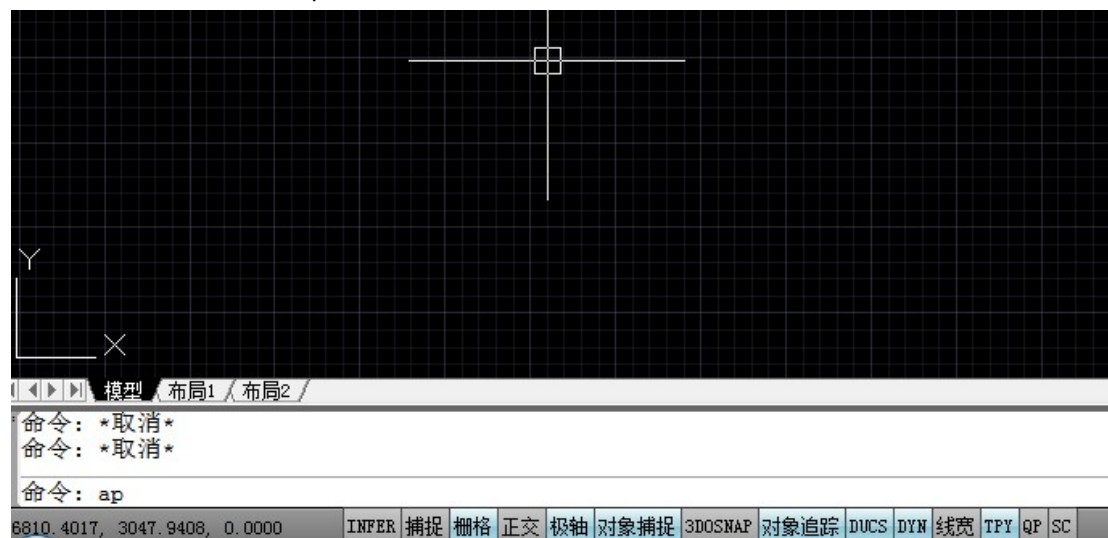 Y
X
模型 布局1 布局2
命令: *取消*
命令: *取消*
命令: ap
6810.4017, 3047.9408, 0.0000 INFER 捕捉 栅格 正交 极轴 对象捕捉 3DOSNAP 对象追踪 DUCS DYN 线宽 TPY QP SC